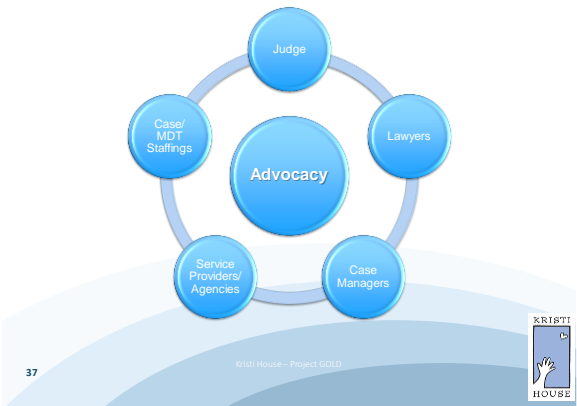 Judge
Case/
MDT
Staffings
Lawyers
Advocacy
Service
Providers/
Agencies
Case
Managers
KRISTI
HOUSE
37
Kristi House – Project GOLD